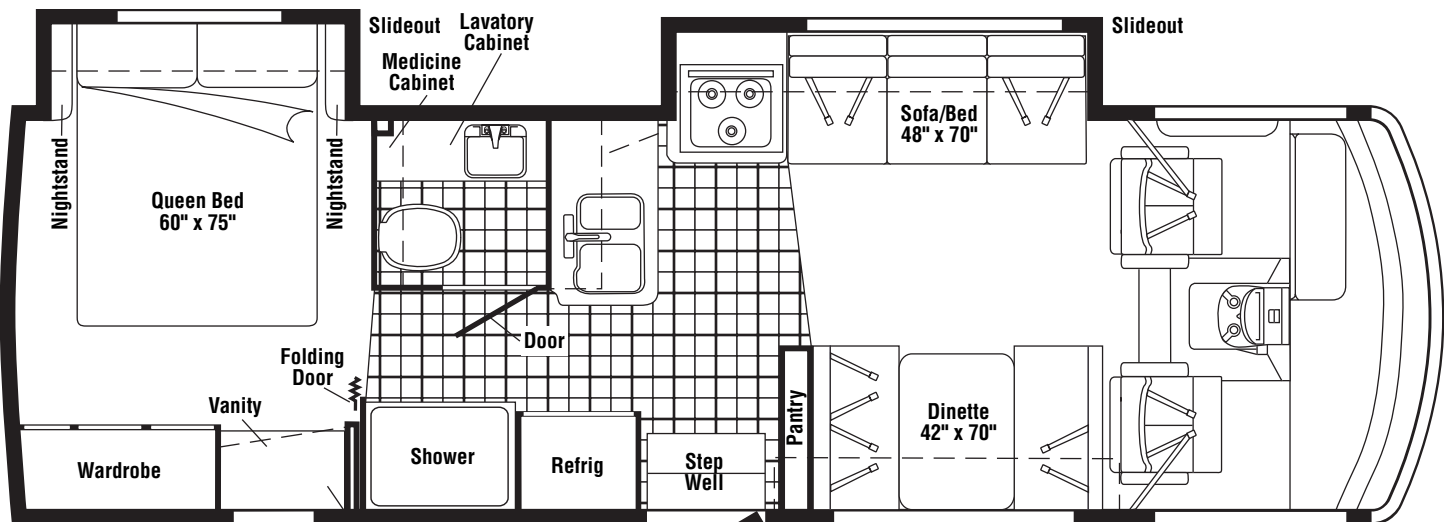 Slideout
Lavatory
Cabinet
Medicine
Cabinet
Slideout
Nightstand
Queen Bed
60" x 75"
Nightstand
Sofa/Bed
48" x 70"
Door
Folding
Door
Vanity
Wardrobe
Shower
Refrig
Step
Well
Pantry
Dinette
42" x 70"